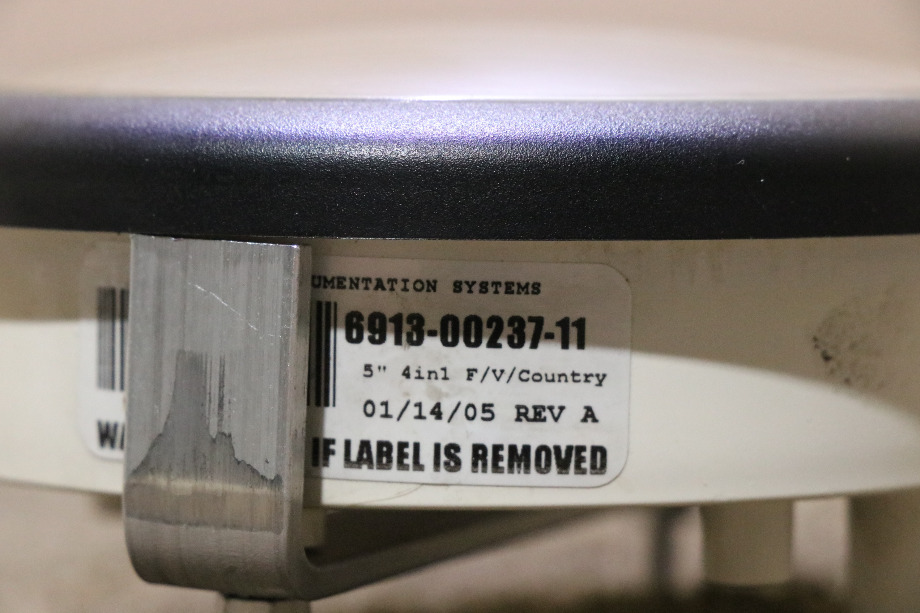 UMENTATION SYSTEMS
6913-00237-11
5" 4in1 F/V/Country
01/14/05 REV A
IF LABEL IS REMOVED